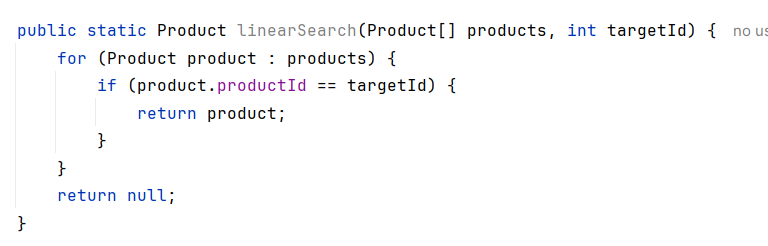 public static Product linearSearch(Product[] products, int targetId) {  no us
    for (Product product : products) {
        if (product.productId == targetId) {
            return product;
        }
    }
    return null;
}